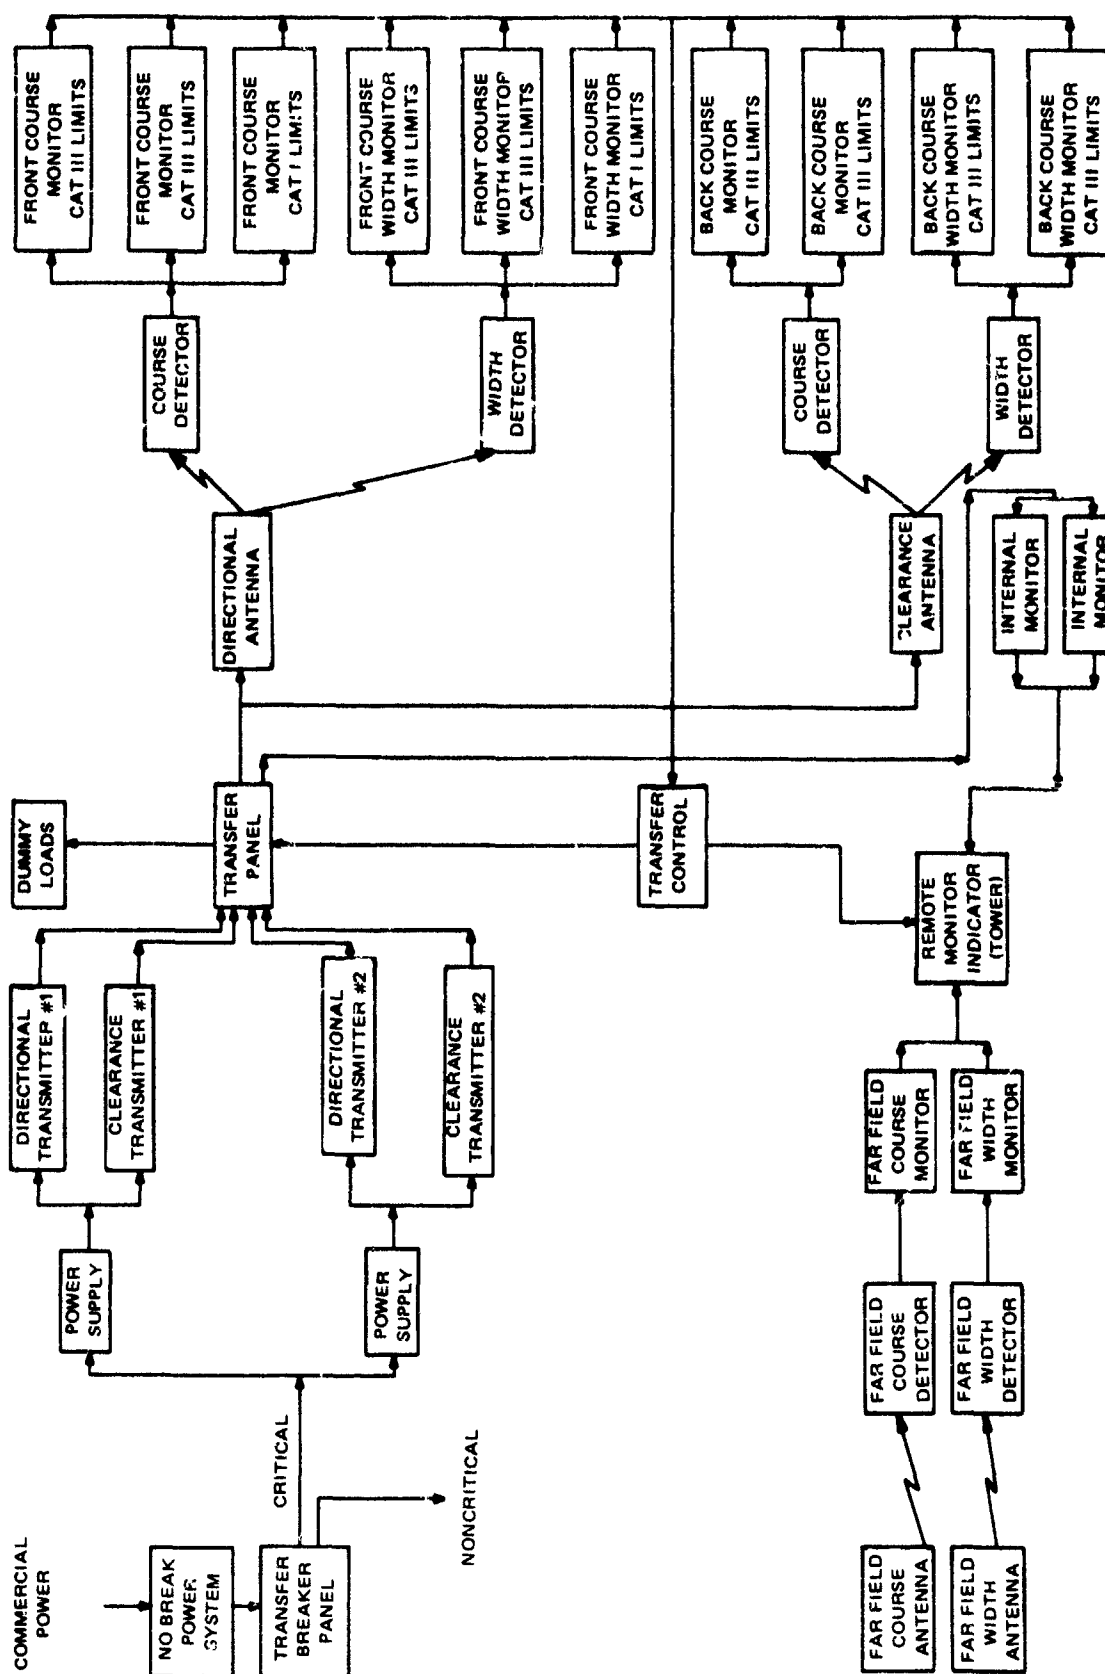 COMMERCIAL
POWER
NO BREAK
POWER
SYSTEM
TRANSFER
BREAKER
PANEL
CRITICAL
NONCRITICAL
POWER
SUPPLY
POWER
SUPPLY
DIRECTIONAL
TRANSMITTER #1
CLEARANCE
TRANSMITTER #1
DIRECTIONAL
TRANSMITTER #2
CLEARANCE
TRANSMITTER #2
DUMMY
LOADS
TRANSFER
PANEL
TRANSFER
CONTROL
DIRECTIONAL
ANTENNA
CLEARANCE
ANTENNA
COURSE
DETECTOR
WIDTH
DETECTOR
COURSE
DETECTOR
WIDTH
DETECTOR
FRONT COURSE
MONITOR
CAT III LIMITS
FRONT COURSE
MONITOR
CAT III LIMITS
FRONT COURSE
MONITOR
CAT I LIMITS
FRONT COURSE
WIDTH MONITOR
CAT III LIMITS
FRONT COURSE
WIDTH MONITOR
CAT III LIMITS
FRONT COURSE
WIDTH MONITOR
CAT I LIMITS
BACK COURSE
MONITOR
CAT III LIMITS
BACK COURSE
MONITOR
CAT III LIMITS
BACK COURSE
WIDTH MONITOR
CAT III LIMITS
BACK COURSE
WIDTH MONITOR
CAT III LIMITS
INTERNAL
MONITOR
INTERNAL
MONITOR
REMOTE
MONITOR
INDICATOR
(TOWER)
FAR FIELD
COURSE
MONITOR
FAR FIELD
WIDTH
MONITOR
FAR FIELD
COURSE
DETECTOR
FAR FIELD
WIDTH
DETECTOR
FAR FIELD
COURSE
ANTENNA
FAR FIELD
WIDTH
ANTENNA